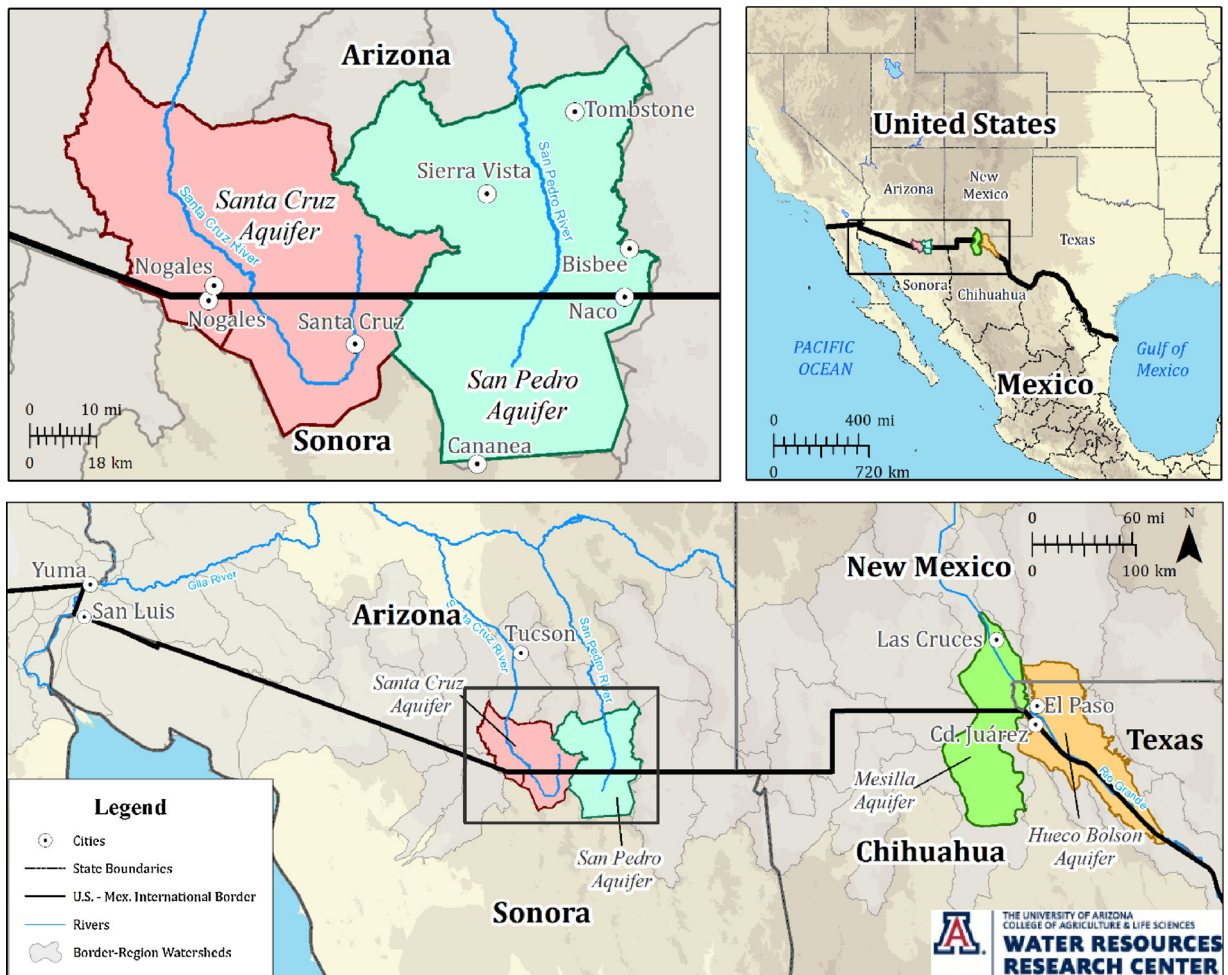 Arizona
Tombstone
San Pedro River
Sierra Vista
Santa Cruz
Aquifer
Santa Cruz River
Bisbee
Nogales
Naco
Nogales
Santa Cruz
San Pedro
Aquifer
0 10 mi
0 18 km
Sonora
Cananea
United States
Arizona
New
Mexico
Texas
Sonora
Chihuahua
PACIFIC
OCEAN
Gulf of
Mexico
Mexico
0 400 mi
0 720 km
Yuma
San Luis
Gila River
Arizona
Santa Cruz River
Tucson
San Pedro River
Santa Cruz
Aquifer
San Pedro
Aquifer
Sonora
New Mexico
0 60 mi
0 100 km
N
Las Cruces
El Paso
Cd. Juárez
Texas
Mesilla
Aquifer
Rio Grande
Hueco Bolson
Aquifer
Chihuahua
Legend
Cities
State Boundaries
U.S. - Mex. International Border
Rivers
Border-Region Watersheds
A
THE UNIVERSITY OF ARIZONA
COLLEGE OF AGRICULTURE & LIFE SCIENCES
WATER RESOURCES
RESEARCH CENTER